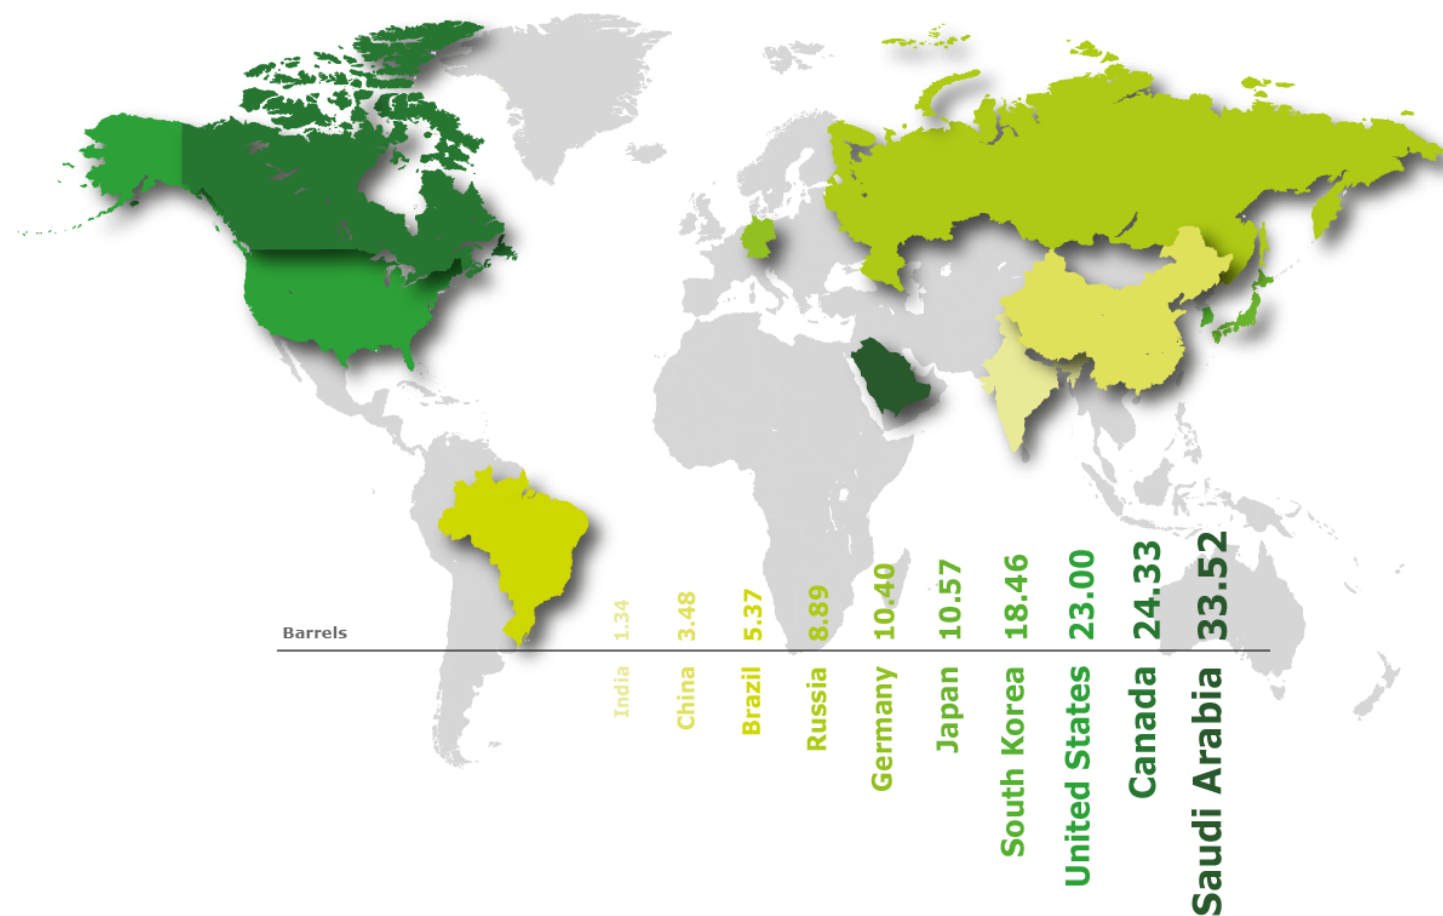 Barrels
India 1.34
China 3.48
Brazil 5.37
Russia 8.89
Germany 10.40
Japan 10.57
South Korea 18.46
United States 23.00
Canada 24.33
Saudi Arabia 33.52